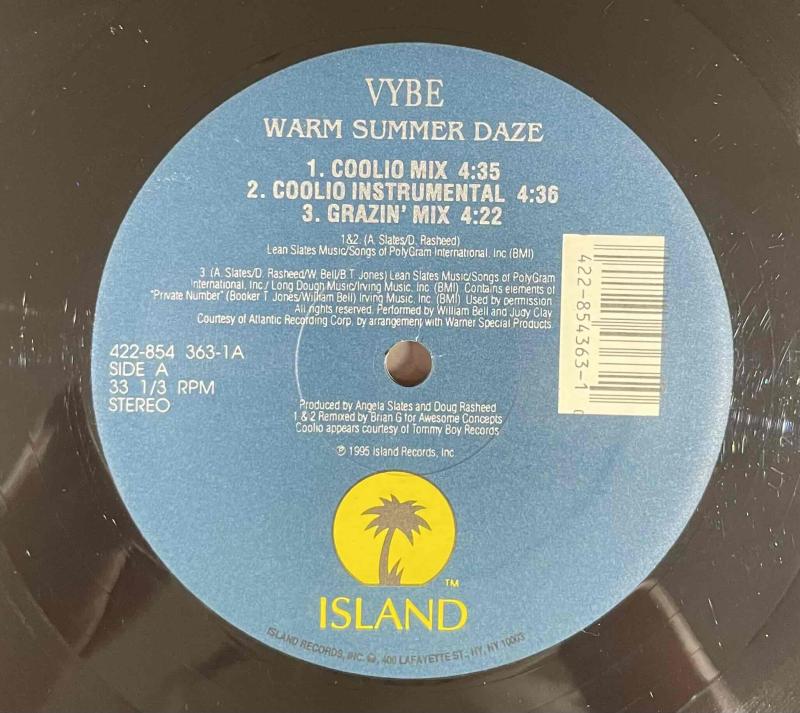 VYBE
WARM SUMMER DAZE
1. COOLIO MIX 4:35
2. COOLIO INSTRUMENTAL 4:36
3. GRAZIN' MIX 4:22
1&2. (A. Slates/D. Rasheed)
Lean Slates Music/Songs of PolyGram International, Inc (BMI)
3. (A. Slates/D. Rasheed/W. Bell/B.T. Jones) Lean Slates Music/Songs of PolyGram
International, Inc./ Long Dough Music/Irving Music, Inc. (BMI). Contains elements of
"Private Number" (Booker T. Jones/William Bell) Irving Music, Inc. (BMI). Used by permission.
All rights reserved. Performed by William Bell and Judy Clay.
Courtesy of Atlantic Recording Corp. by arrangement with Warner Special Products.
422-854363-1 0
422-854 363-1A
SIDE A
33 1/3 RPM
STEREO
Produced by Angela Slates and Doug Rasheed
1 & 2 Remixed by Brian G for Awesome Concepts
Coolio appears courtesy of Tommy Boy Records
℗ 1995 Island Records, Inc.
TM
ISLAND
ISLAND RECORDS, INC. 400 LAFAYETTE ST., NY, NY 10003